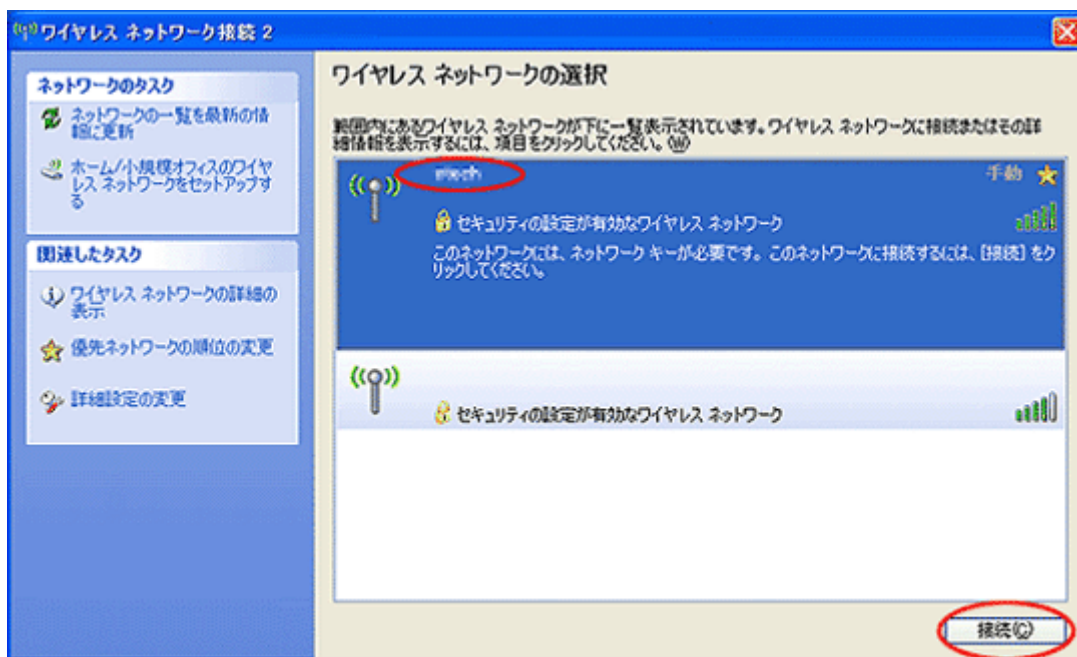 ワイヤレス ネットワーク接続 2
ネットワークのタスク
ネットワークの一覧を最新の情
報に更新
ホーム/小規模オフィスのワイヤ
レス ネットワークをセットアップす
る
関連したタスク
ワイヤレス ネットワークの詳細の
表示
優先ネットワークの順位の変更
詳細設定の変更
ワイヤレス ネットワークの選択
範囲内にあるワイヤレス ネットワークが下に一覧表示されています。ワイヤレス ネットワークに接続またはその詳
細情報を表示するには、項目をクリックしてください。(W)
手動
セキュリティの設定が有効なワイヤレス ネットワーク
このネットワークには、ネットワーク キーが必要です。このネットワークに接続するには、[接続] をク
リックしてください。
セキュリティの設定が有効なワイヤレス ネットワーク
接続(C)